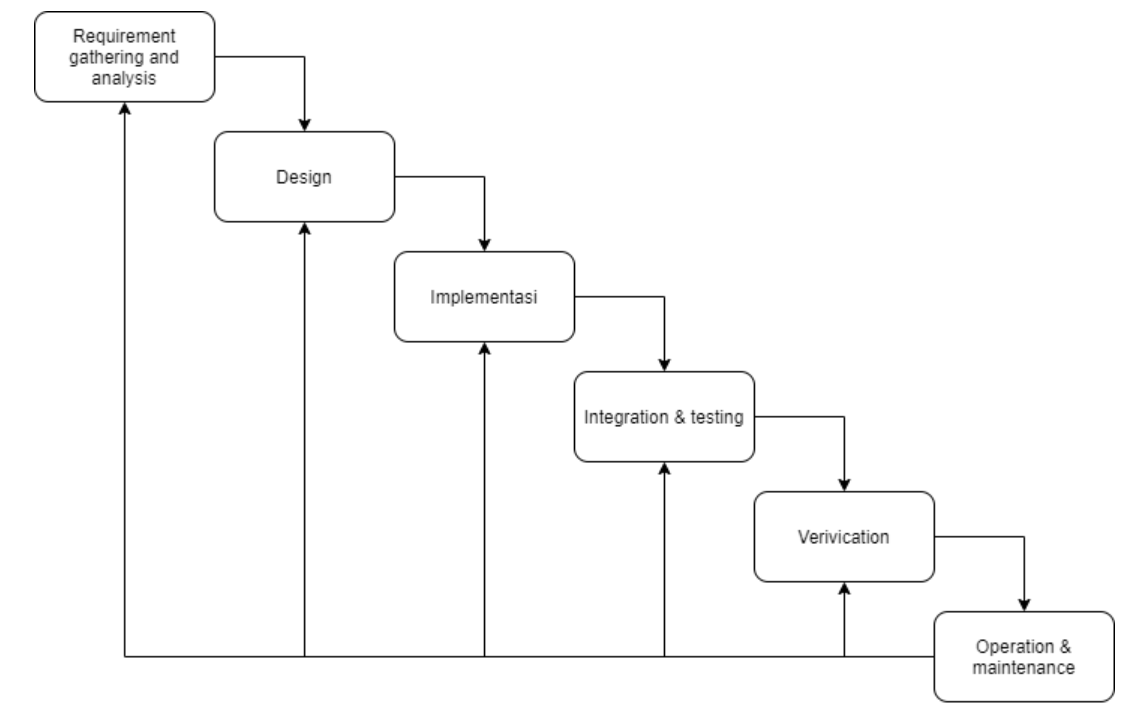 Requirement
gathering and
analysis
Design
Implementasi
Integration & testing
Verivication
Operation &
maintenance